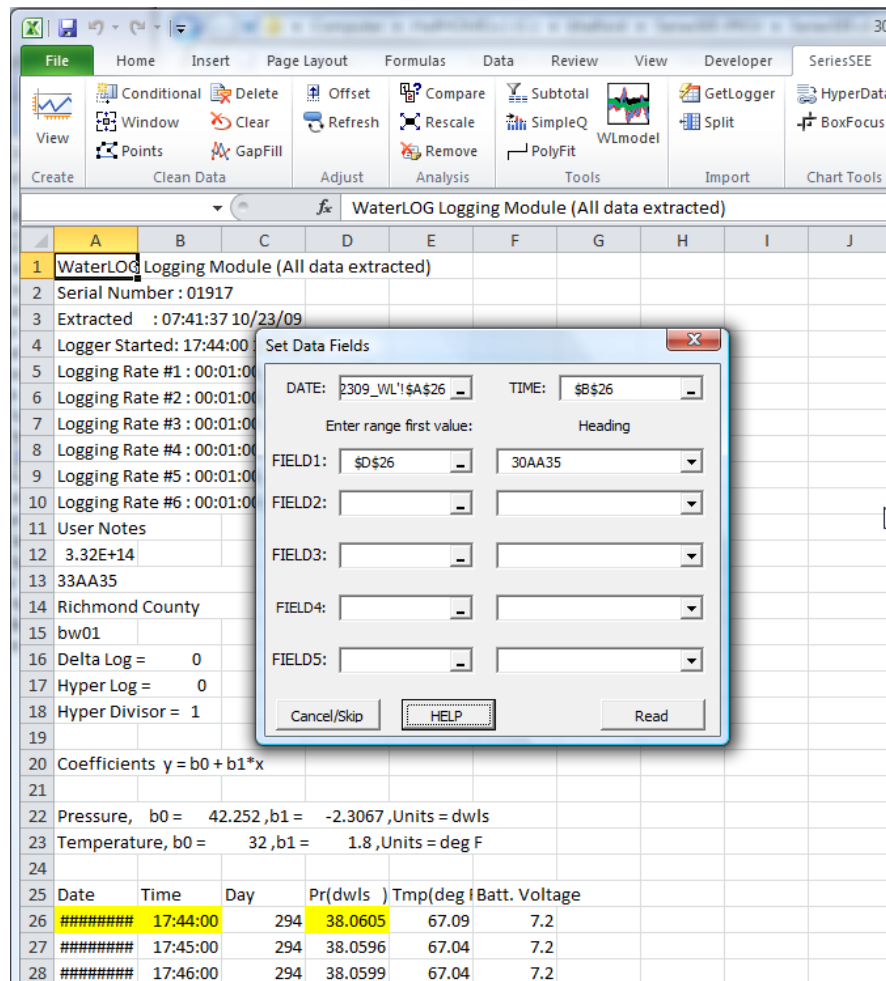 30
File Home Insert Page Layout Formulas Data Review View Developer SeriesSEE
View
Conditional Delete
Window Clear
Points GapFill
Offset
Refresh
Compare
Rescale
Remove
Subtotal
SimpleQ
PolyFit
WLmodel
GetLogger
Split
HyperData
BoxFocus
Create Clean Data Adjust Analysis Tools Import Chart Tools
fx WaterLOG Logging Module (All data extracted)
A B C D E F G H I J
1 WaterLOG Logging Module (All data extracted)
2 Serial Number : 01917
3 Extracted : 07:41:37 10/23/09
4 Logger Started: 17:44:00
5 Logging Rate #1 : 00:01:00
6 Logging Rate #2 : 00:01:00
7 Logging Rate #3 : 00:01:00
8 Logging Rate #4 : 00:01:00
9 Logging Rate #5 : 00:01:00
10 Logging Rate #6 : 00:01:00
11 User Notes
12 3.32E+14
13 33AA35
14 Richmond County
15 bw01
16 Delta Log = 0
17 Hyper Log = 0
18 Hyper Divisor = 1
19
20 Coefficients y = b0 + b1*x
21
22 Pressure, b0 = 42.252 ,b1 = -2.3067 ,Units = dwls
23 Temperature, b0 = 32 ,b1 = 1.8 ,Units = deg F
24
25 Date Time Day Pr(dwls ) Tmp(deg F Batt. Voltage
26 ######## 17:44:00 294 38.0605 67.09 7.2
27 ######## 17:45:00 294 38.0596 67.04 7.2
28 ######## 17:46:00 294 38.0599 67.04 7.2
Set Data Fields
DATE: 2309_WL'!$A$26 TIME: $B$26
Enter range first value: Heading
FIELD1: $D$26 30AA35
FIELD2:
FIELD3:
FIELD4:
FIELD5:
Cancel/Skip HELP Read